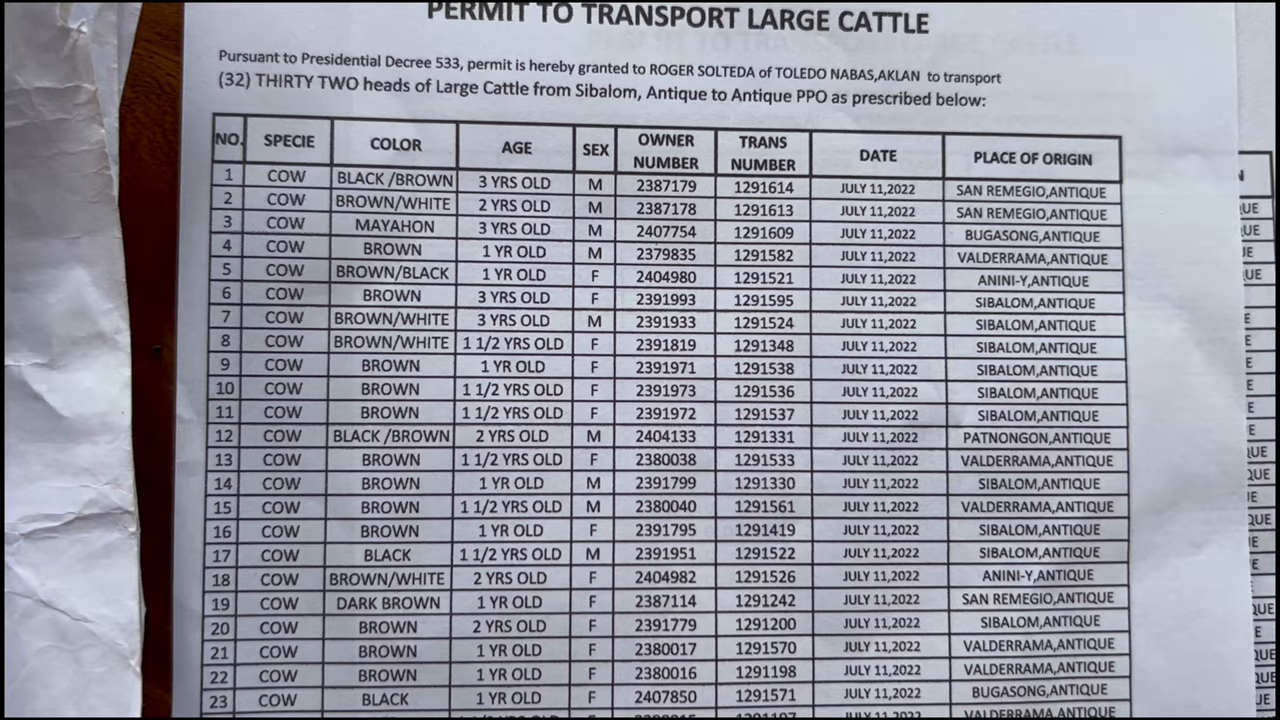 PERMIT TO TRANSPORT LARGE CATTLE
Pursuant to Presidential Decree 533, permit is hereby granted to ROGER SOLTEDA of TOLEDO NABAS,AKLAN to transport
(32) THIRTY TWO heads of Large Cattle from Sibalom, Antique to Antique PPO as prescribed below:
NO. SPECIE COLOR AGE SEX OWNER NUMBER TRANS NUMBER DATE PLACE OF ORIGIN
1 COW BLACK /BROWN 3 YRS OLD M 2387179 1291614 JULY 11,2022 SAN REMEGIO,ANTIQUE
2 COW BROWN/WHITE 2 YRS OLD M 2387178 1291613 JULY 11,2022 SAN REMEGIO,ANTIQUE
3 COW MAYAHON 3 YRS OLD M 2407754 1291609 JULY 11,2022 BUGASONG,ANTIQUE
4 COW BROWN 1 YR OLD M 2379835 1291582 JULY 11,2022 VALDERRAMA,ANTIQUE
5 COW BROWN/BLACK 1 YR OLD F 2404980 1291521 JULY 11,2022 ANINI-Y,ANTIQUE
6 COW BROWN 3 YRS OLD F 2391993 1291595 JULY 11,2022 SIBALOM,ANTIQUE
7 COW BROWN/WHITE 3 YRS OLD M 2391933 1291524 JULY 11,2022 SIBALOM,ANTIQUE
8 COW BROWN/WHITE 1 1/2 YRS OLD F 2391819 1291348 JULY 11,2022 SIBALOM,ANTIQUE
9 COW BROWN 1 YR OLD F 2391971 1291538 JULY 11,2022 SIBALOM,ANTIQUE
10 COW BROWN 1 1/2 YRS OLD F 2391973 1291536 JULY 11,2022 SIBALOM,ANTIQUE
11 COW BROWN 1 1/2 YRS OLD F 2391972 1291537 JULY 11,2022 SIBALOM,ANTIQUE
12 COW BLACK /BROWN 2 YRS OLD M 2404133 1291331 JULY 11,2022 PATNONGON,ANTIQUE
13 COW BROWN 1 1/2 YRS OLD F 2380038 1291533 JULY 11,2022 VALDERRAMA,ANTIQUE
14 COW BROWN 1 YR OLD M 2391799 1291330 JULY 11,2022 SIBALOM,ANTIQUE
15 COW BROWN 1 1/2 YRS OLD M 2380040 1291561 JULY 11,2022 VALDERRAMA,ANTIQUE
16 COW BROWN 1 YR OLD F 2391795 1291419 JULY 11,2022 SIBALOM,ANTIQUE
17 COW BLACK 1 1/2 YRS OLD M 2391951 1291522 JULY 11,2022 SIBALOM,ANTIQUE
18 COW BROWN/WHITE 2 YRS OLD F 2404982 1291526 JULY 11,2022 ANINI-Y,ANTIQUE
19 COW DARK BROWN 1 YR OLD F 2387114 1291242 JULY 11,2022 SAN REMEGIO,ANTIQUE
20 COW BROWN 2 YRS OLD F 2391779 1291200 JULY 11,2022 SIBALOM,ANTIQUE
21 COW BROWN 1 YR OLD F 2380017 1291570 JULY 11,2022 VALDERRAMA,ANTIQUE
22 COW BROWN 1 YR OLD F 2380016 1291198 JULY 11,2022 VALDERRAMA,ANTIQUE
23 COW BLACK 1 YR OLD F 2407850 1291571 JULY 11,2022 BUGASONG,ANTIQUE
JULY 11,2022 VALDERRAMA,ANTIQUE